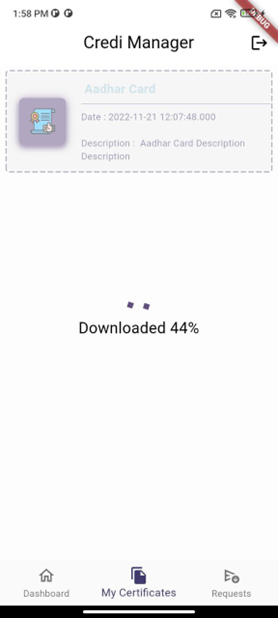 1:58 PM
Credi Manager
Aadhar Card
Date : 2022-11-21 12:07:48.000
Description : Aadhar Card Description
Description
Downloaded 44%
Dashboard
My Certificates
Requests